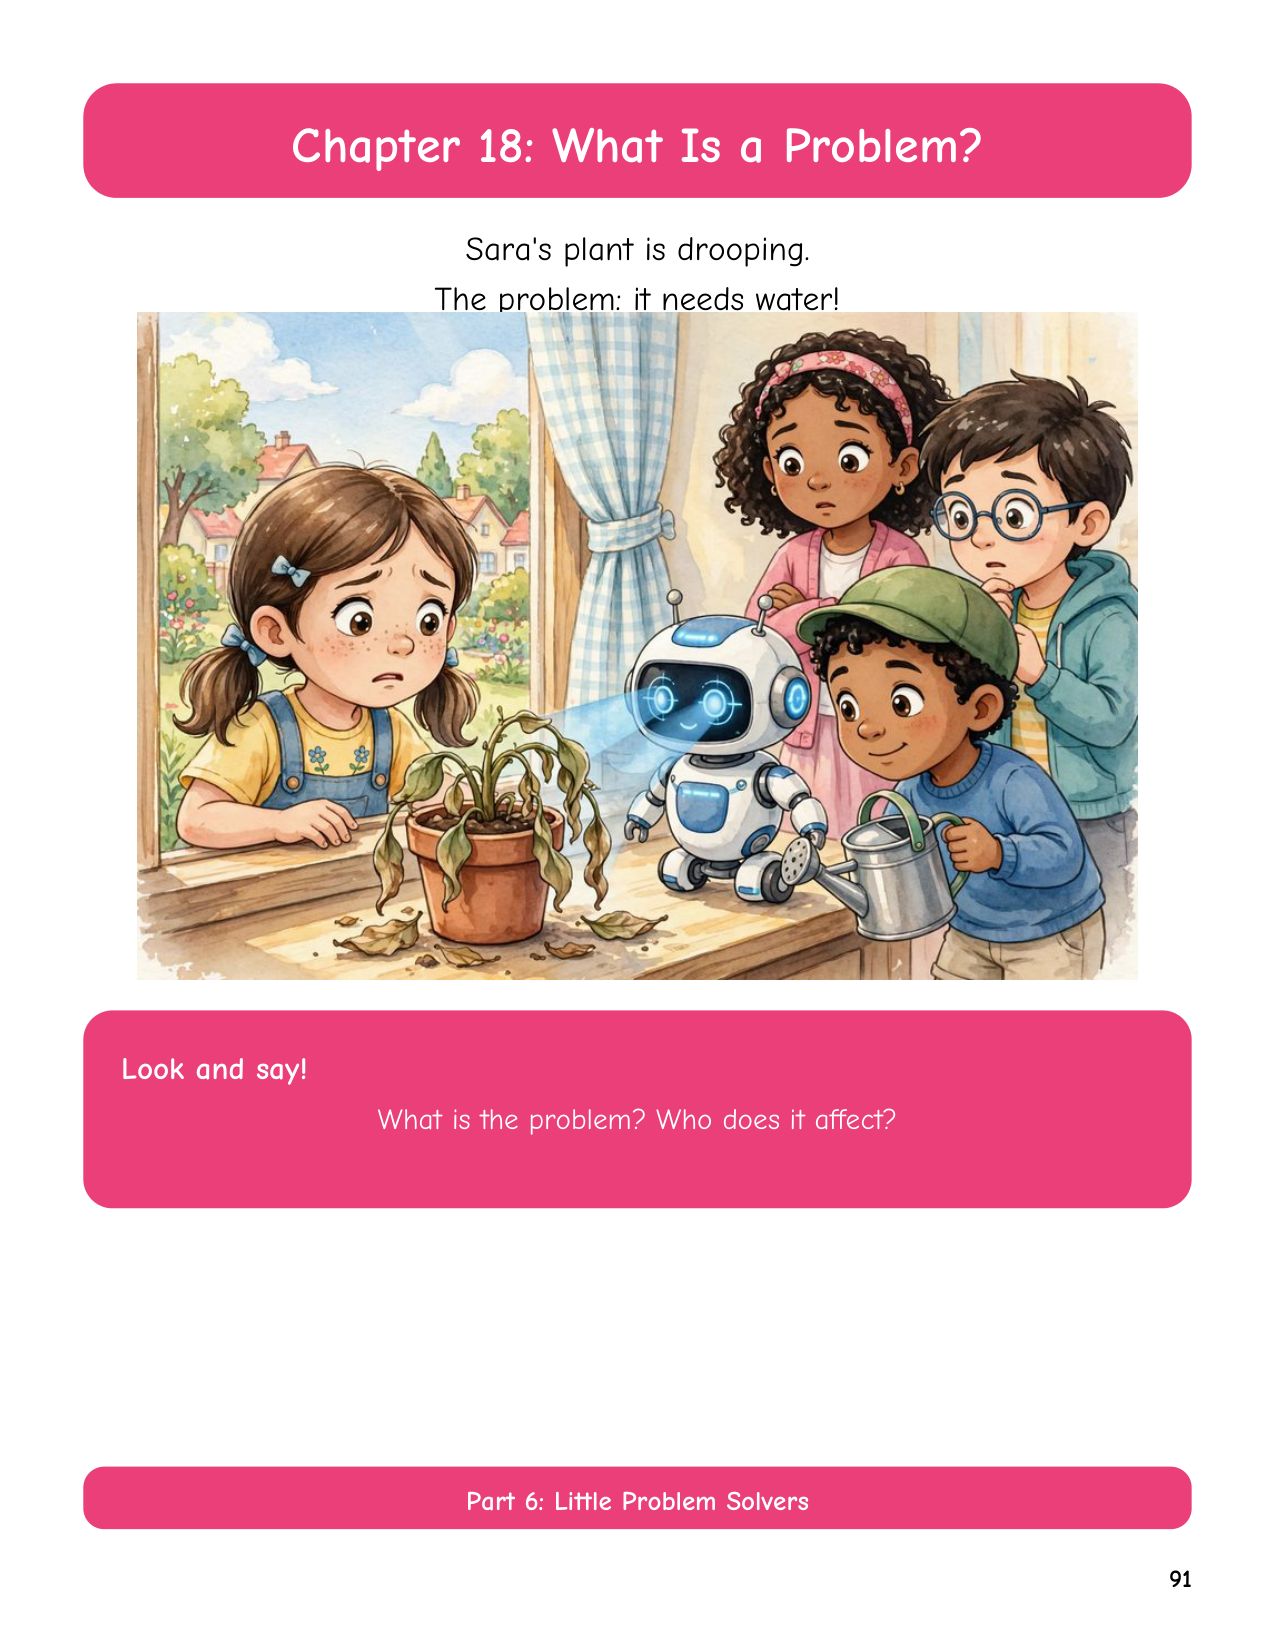 Chapter 18: What Is a Problem?
Sara's plant is drooping.
The problem: it needs water!
Look and say!
What is the problem? Who does it affect?
Part 6: Little Problem Solvers
91